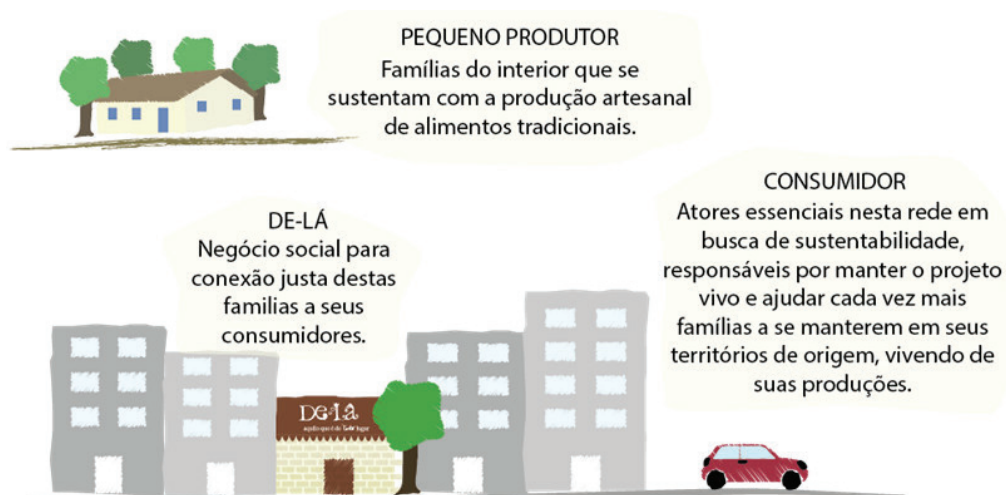 PEQUENO PRODUTOR
Famílias do interior que se
sustentam com a produção artesanal
de alimentos tradicionais.
CONSUMIDOR
Atores essenciais nesta rede em
busca de sustentabilidade,
responsáveis por manter o projeto
vivo e ajudar cada vez mais
famílias a se manterem em seus
territórios de origem, vivendo de
suas produções.
DE-LÁ
Negócio social para
conexão justa destas
familias a seus
consumidores.
De-Lá